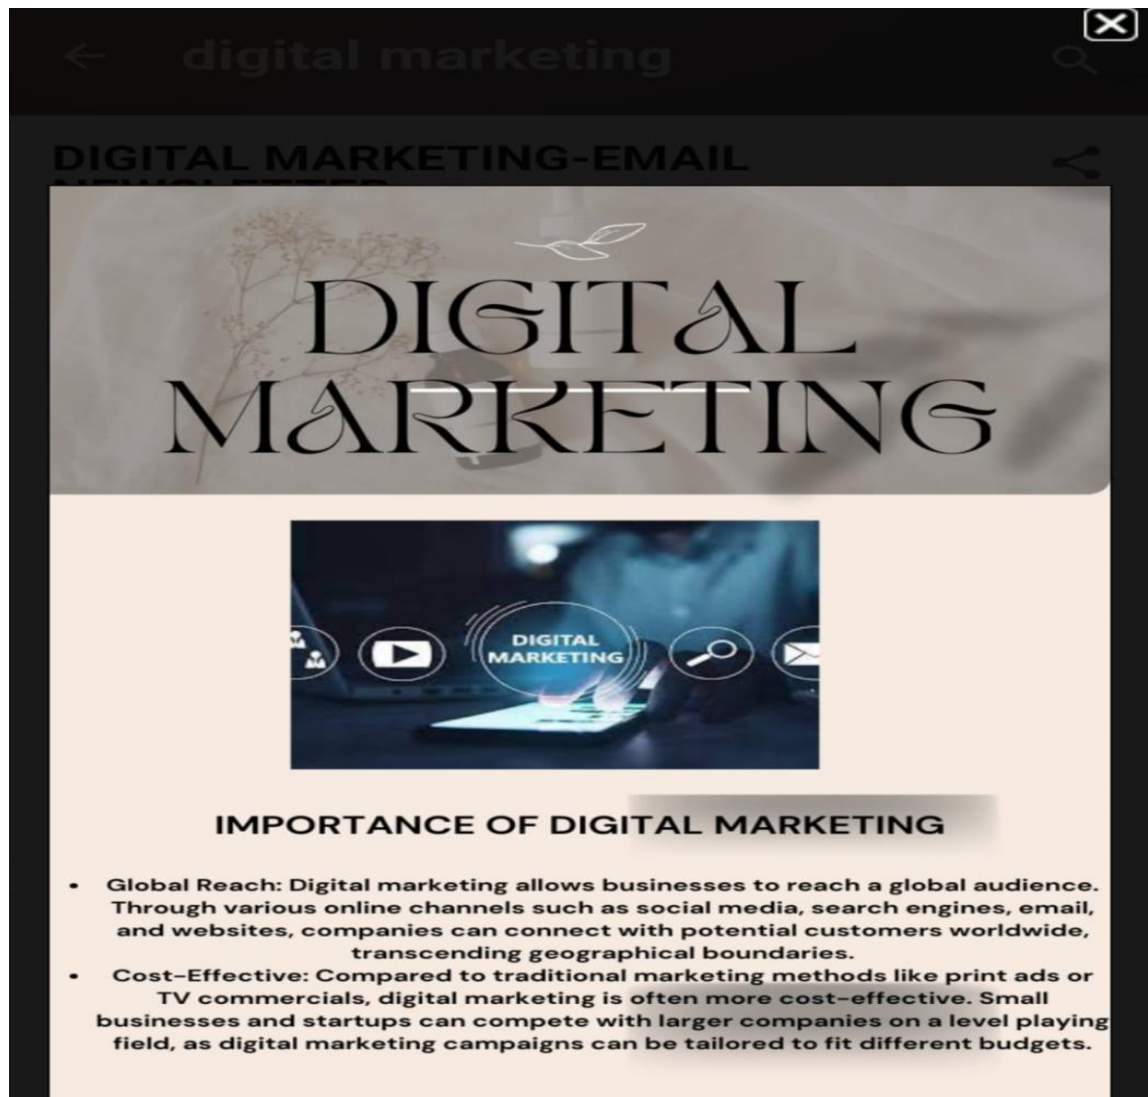 digital marketing
DIGITAL MARKETING-EMAIL
NEWSLETTER
DIGITAL
MARKETING
DIGITAL
MARKETING
IMPORTANCE OF DIGITAL MARKETING
• Global Reach: Digital marketing allows businesses to reach a global audience.
Through various online channels such as social media, search engines, email,
and websites, companies can connect with potential customers worldwide,
transcending geographical boundaries.
• Cost-Effective: Compared to traditional marketing methods like print ads or
TV commercials, digital marketing is often more cost-effective. Small
businesses and startups can compete with larger companies on a level playing
field, as digital marketing campaigns can be tailored to fit different budgets.